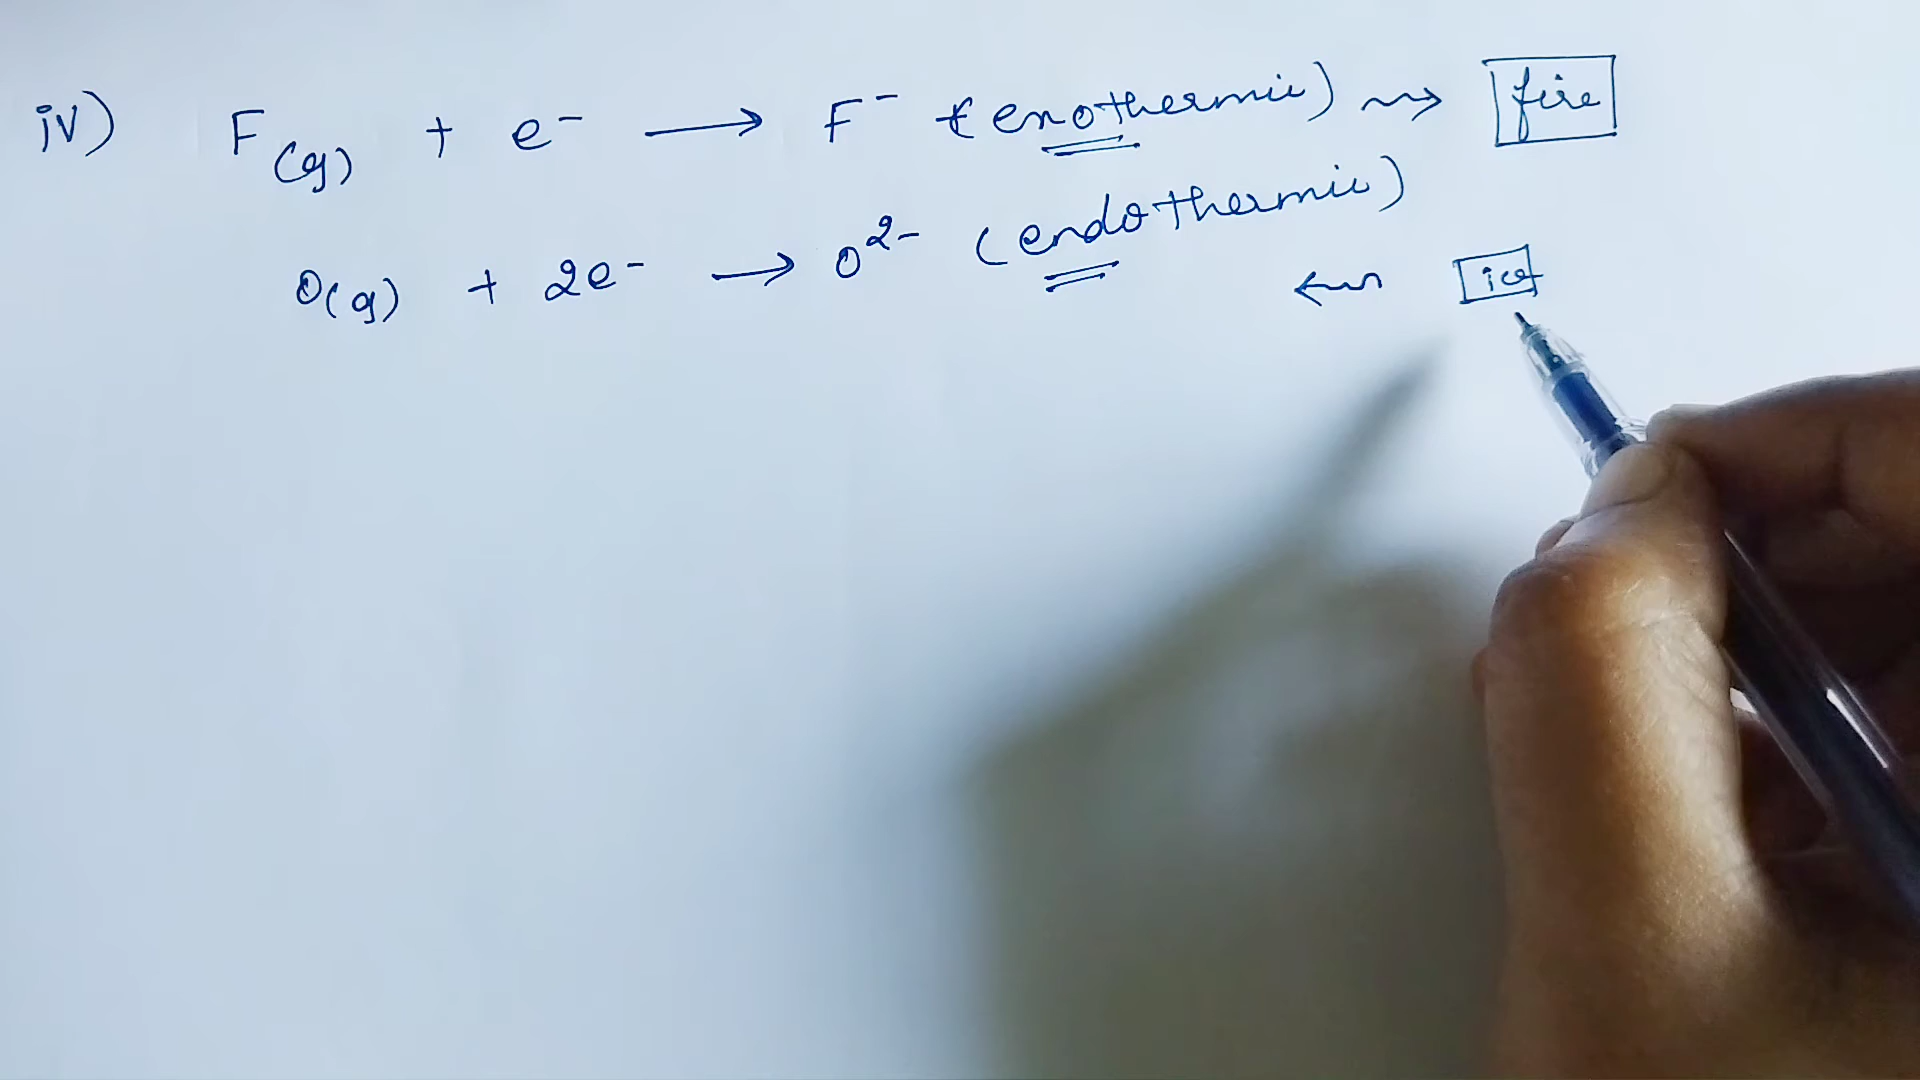 iv) F(g) + e⁻ ⟶ F⁻ (exothermic) ⇝ fire
O(g) + 2e⁻ → O²⁻ (endothermic)
← ice